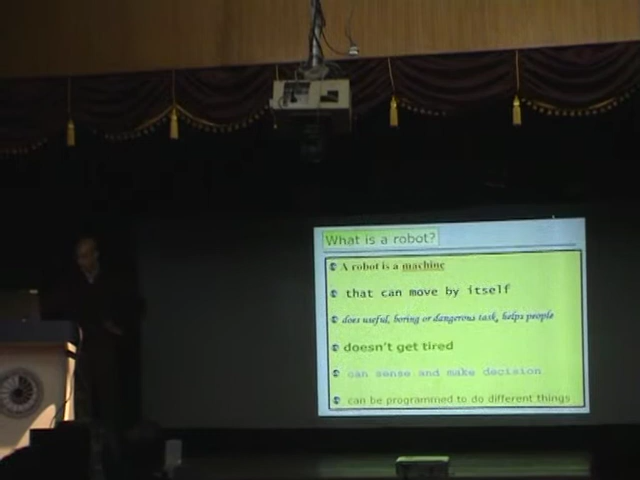 What is a robot?
A robot is a machine
that can move by itself
does useful, boring or dangerous task, helps people
doesn't get tired
can sense and make decision
can be programmed to do different things